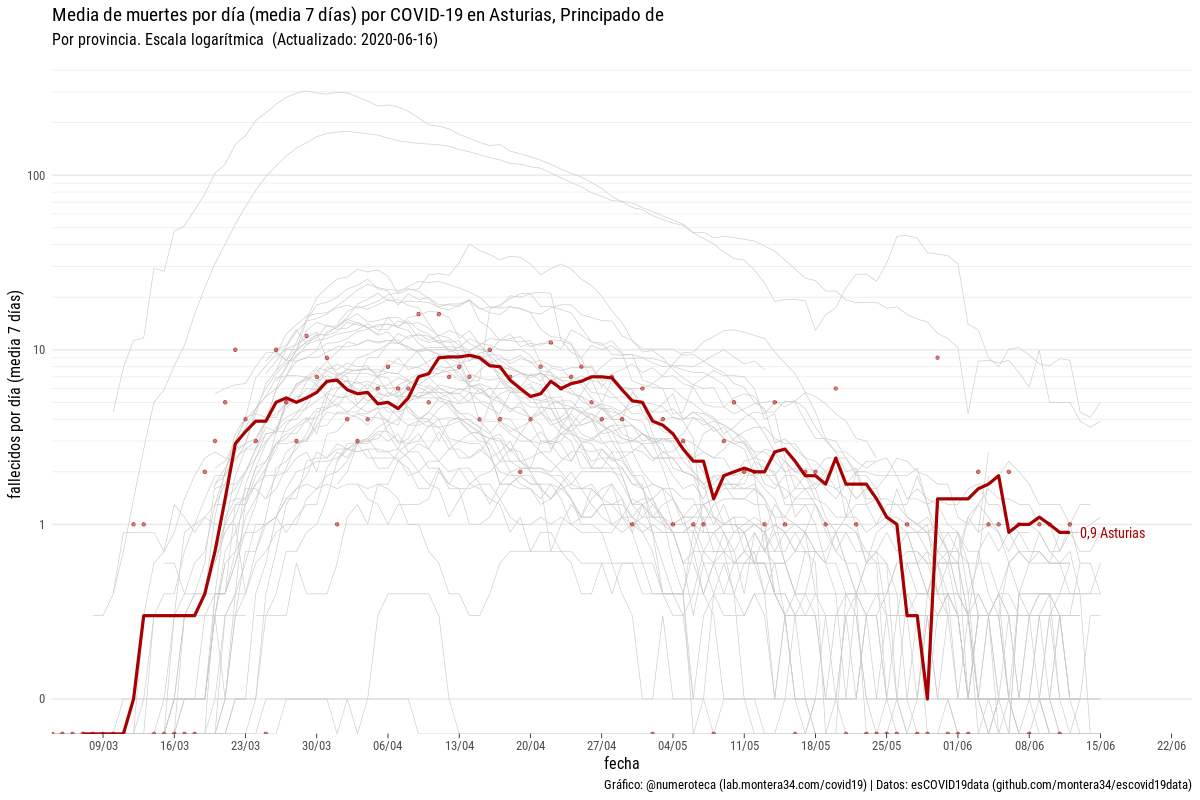 Media de muertes por día (media 7 días) por COVID-19 en Asturias, Principado de
Por provincia. Escala logarítmica  (Actualizado: 2020-06-16)
fallecidos por día (media 7 días)
100
10
1
0
0,9 Asturias
09/03 16/03 23/03 30/03 06/04 13/04 20/04 27/04 04/05 11/05 18/05 25/05 01/06 08/06 15/06 22/06
fecha
Gráfico: @numeroteca (lab.montera34.com/covid19) | Datos: esCOVID19data (github.com/montera34/escovid19data)